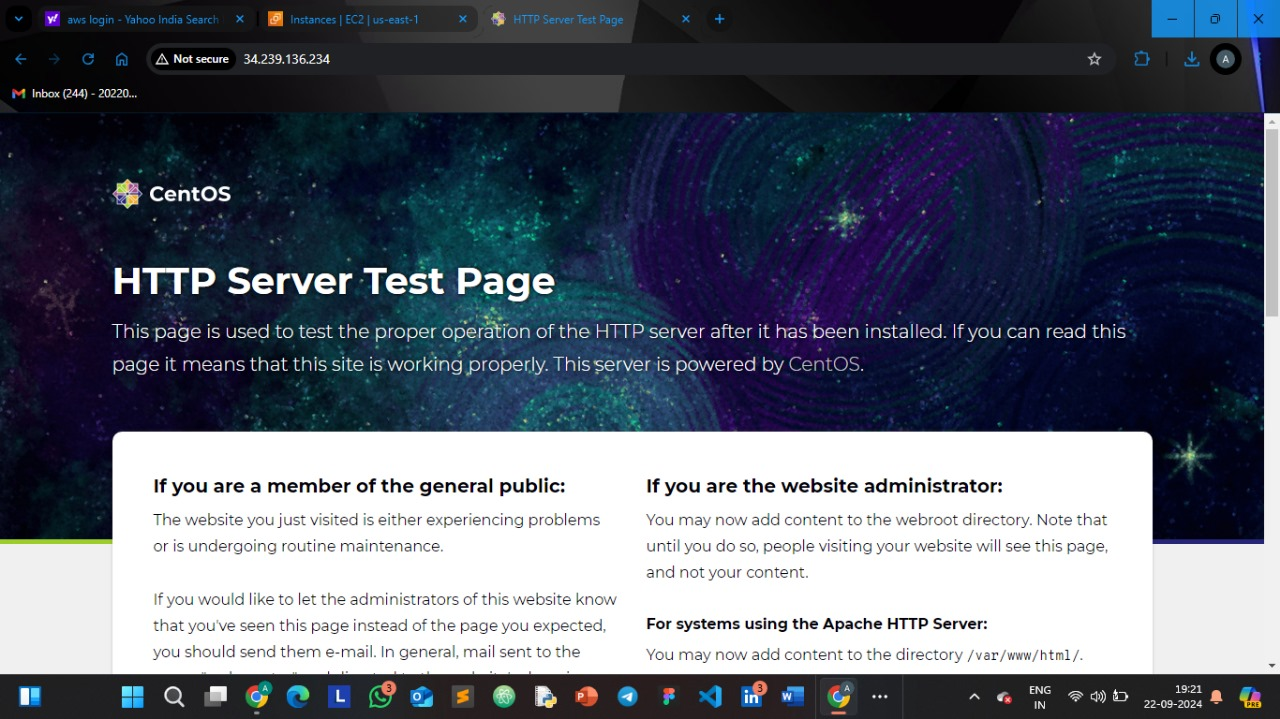 aws login - Yahoo India Search
Instances | EC2 | us-east-1
HTTP Server Test Page
Not secure
34.239.136.234
A
Inbox (244) - 20220...
CentOS
HTTP Server Test Page
This page is used to test the proper operation of the HTTP server after it has been installed. If you can read this
page it means that this site is working properly. This server is powered by CentOS.
If you are a member of the general public:
The website you just visited is either experiencing problems
or is undergoing routine maintenance.
If you would like to let the administrators of this website know
that you've seen this page instead of the page you expected,
you should send them e-mail. In general, mail sent to the
If you are the website administrator:
You may now add content to the webroot directory. Note that
until you do so, people visiting your website will see this page,
and not your content.
For systems using the Apache HTTP Server:
You may now add content to the directory /var/www/html/.
A
L
3
3
A
ENG
IN
19:21
22-09-2024
PRE